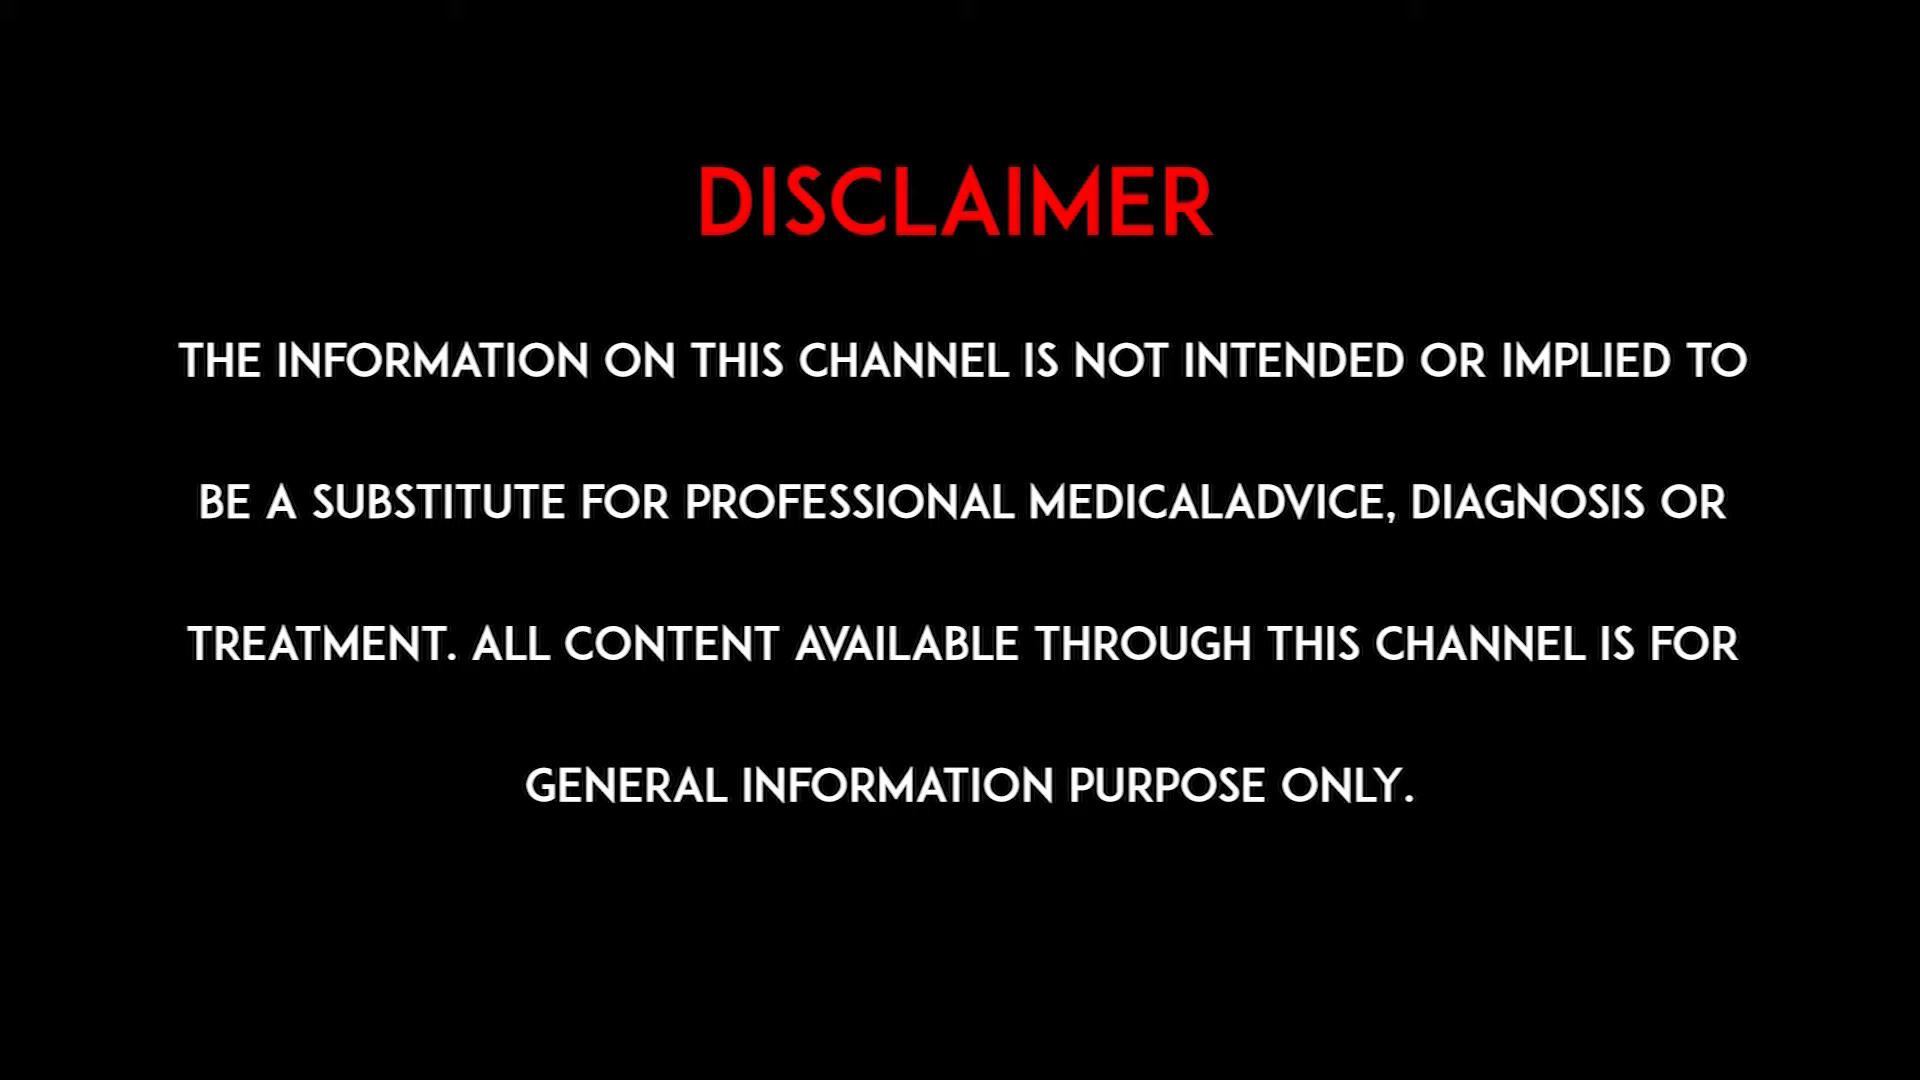 DISCLAIMER
THE INFORMATION ON THIS CHANNEL IS NOT INTENDED OR IMPLIED TO
BE A SUBSTITUTE FOR PROFESSIONAL MEDICALADVICE, DIAGNOSIS OR
TREATMENT. ALL CONTENT AVAILABLE THROUGH THIS CHANNEL IS FOR
GENERAL INFORMATION PURPOSE ONLY.